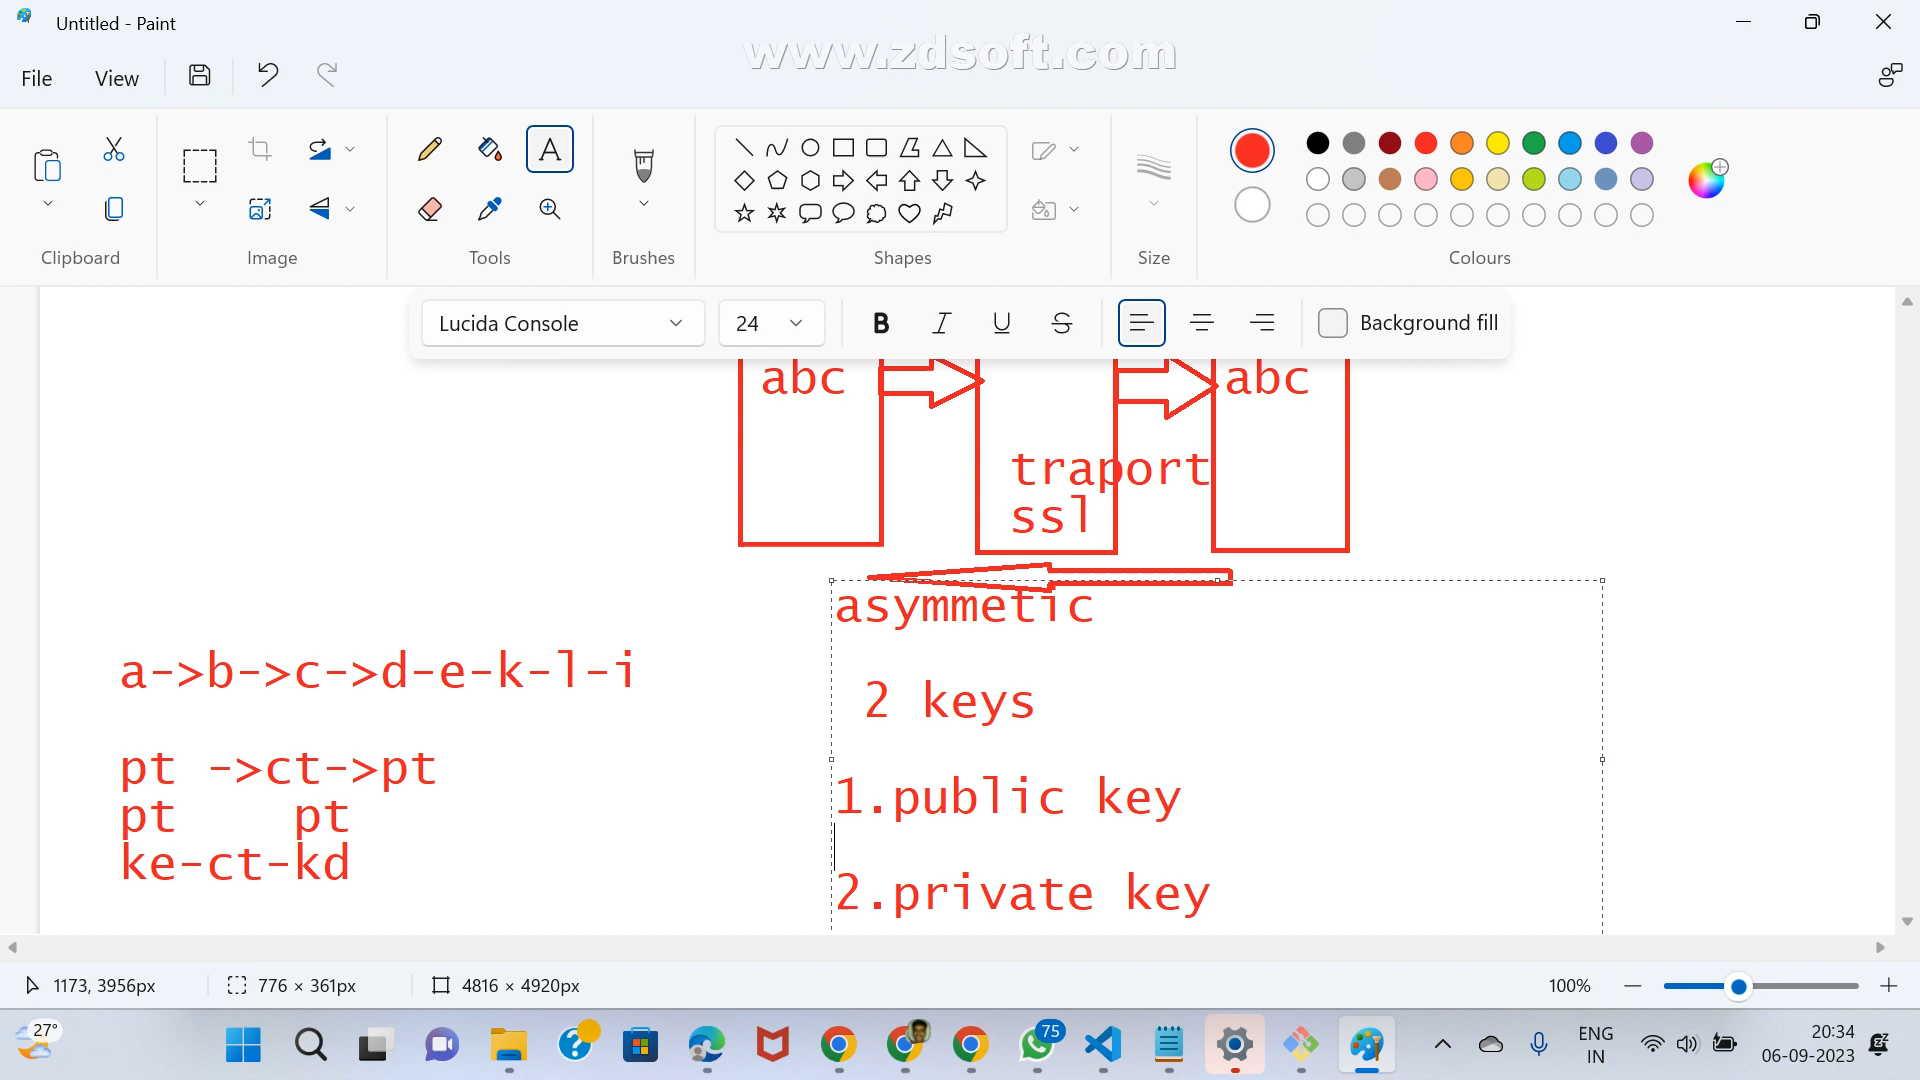 Untitled - Paint
www.zdsoft.com
File View
Clipboard
Image
Tools
Brushes
Shapes
Size
Colours
Lucida Console
24
B I U S
Background fill
abc
abc
traport
ssl
asymmetic
a->b->c->d-e-k-l-i
2 keys
pt ->ct->pt
1.public key
pt pt
ke-ct-kd
2.private key
1173, 3956px
776 × 361px
4816 × 4920px
100%
27°
75
ENG
IN
20:34
06-09-2023